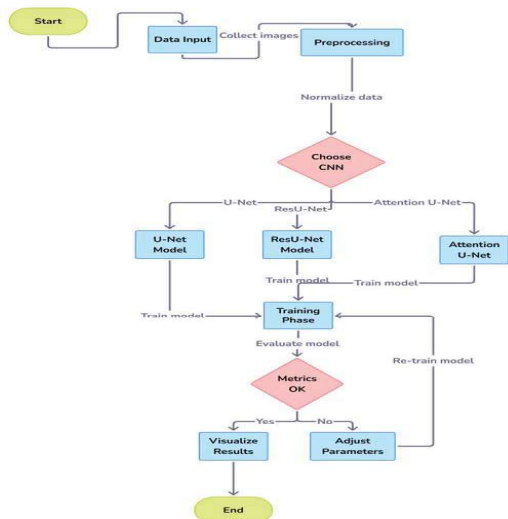 Start
Data Input
Collect images
Preprocessing
Normalize data
Choose
CNN
U-Net
ResU-Net
Attention U-Net
U-Net
Model
ResU-Net
Model
Attention
U-Net
Train model
Train model
Train model
Training
Phase
Evaluate model
Re-train model
Metrics
OK
Yes
No
Visualize
Results
Adjust
Parameters
End